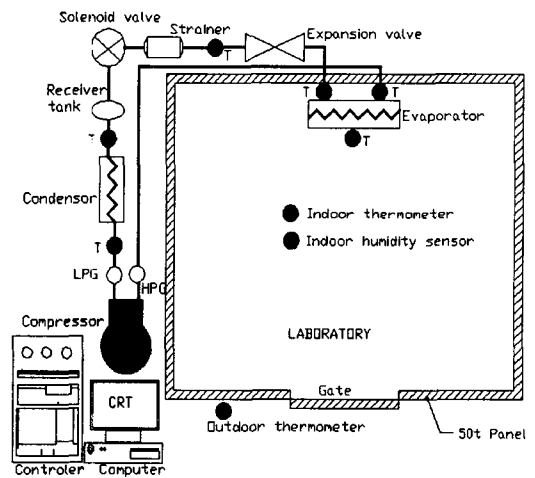 Solenoid valve
Strainer
Expansion valve
T
Receiver
tank
T
T
Evaporator
T
T
Condensor
Indoor thermometer
Indoor humidity sensor
T
LPG
HPG
Compressor
LABORATORY
CRT
Gate
Outdoor thermometer
50t Panel
Controler
Computer